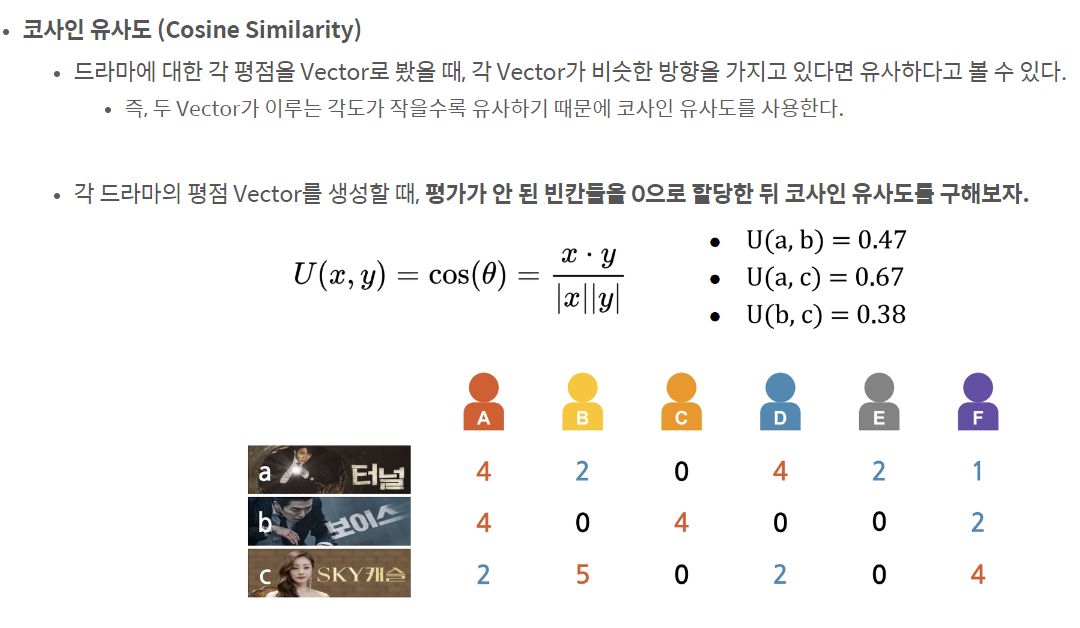 • 코사인 유사도 (Cosine Similarity)
• 드라마에 대한 각 평점을 Vector로 봤을 때, 각 Vector가 비슷한 방향을 가지고 있다면 유사하다고 볼 수 있다.
• 즉, 두 Vector가 이루는 각도가 작을수록 유사하기 때문에 코사인 유사도를 사용한다.
• 각 드라마의 평점 Vector를 생성할 때, 평가가 안 된 빈칸들을 0으로 할당한 뒤 코사인 유사도를 구해보자.
U(x, y) = cos(θ) = x · y / |x||y|
• U(a, b) = 0.47
• U(a, c) = 0.67
• U(b, c) = 0.38
A B C D E F
a 터널 4 2 0 4 2 1
b 보이스 4 0 4 0 0 2
c SKY캐슬 2 5 0 2 0 4